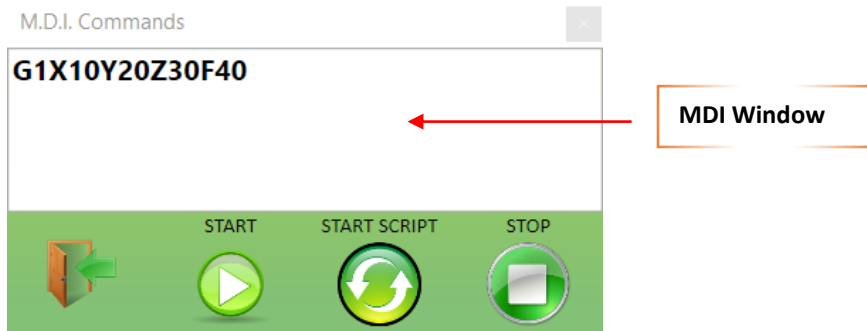 M.D.I. Commands
G1X10Y20Z30F40
MDI Window
START START SCRIPT STOP